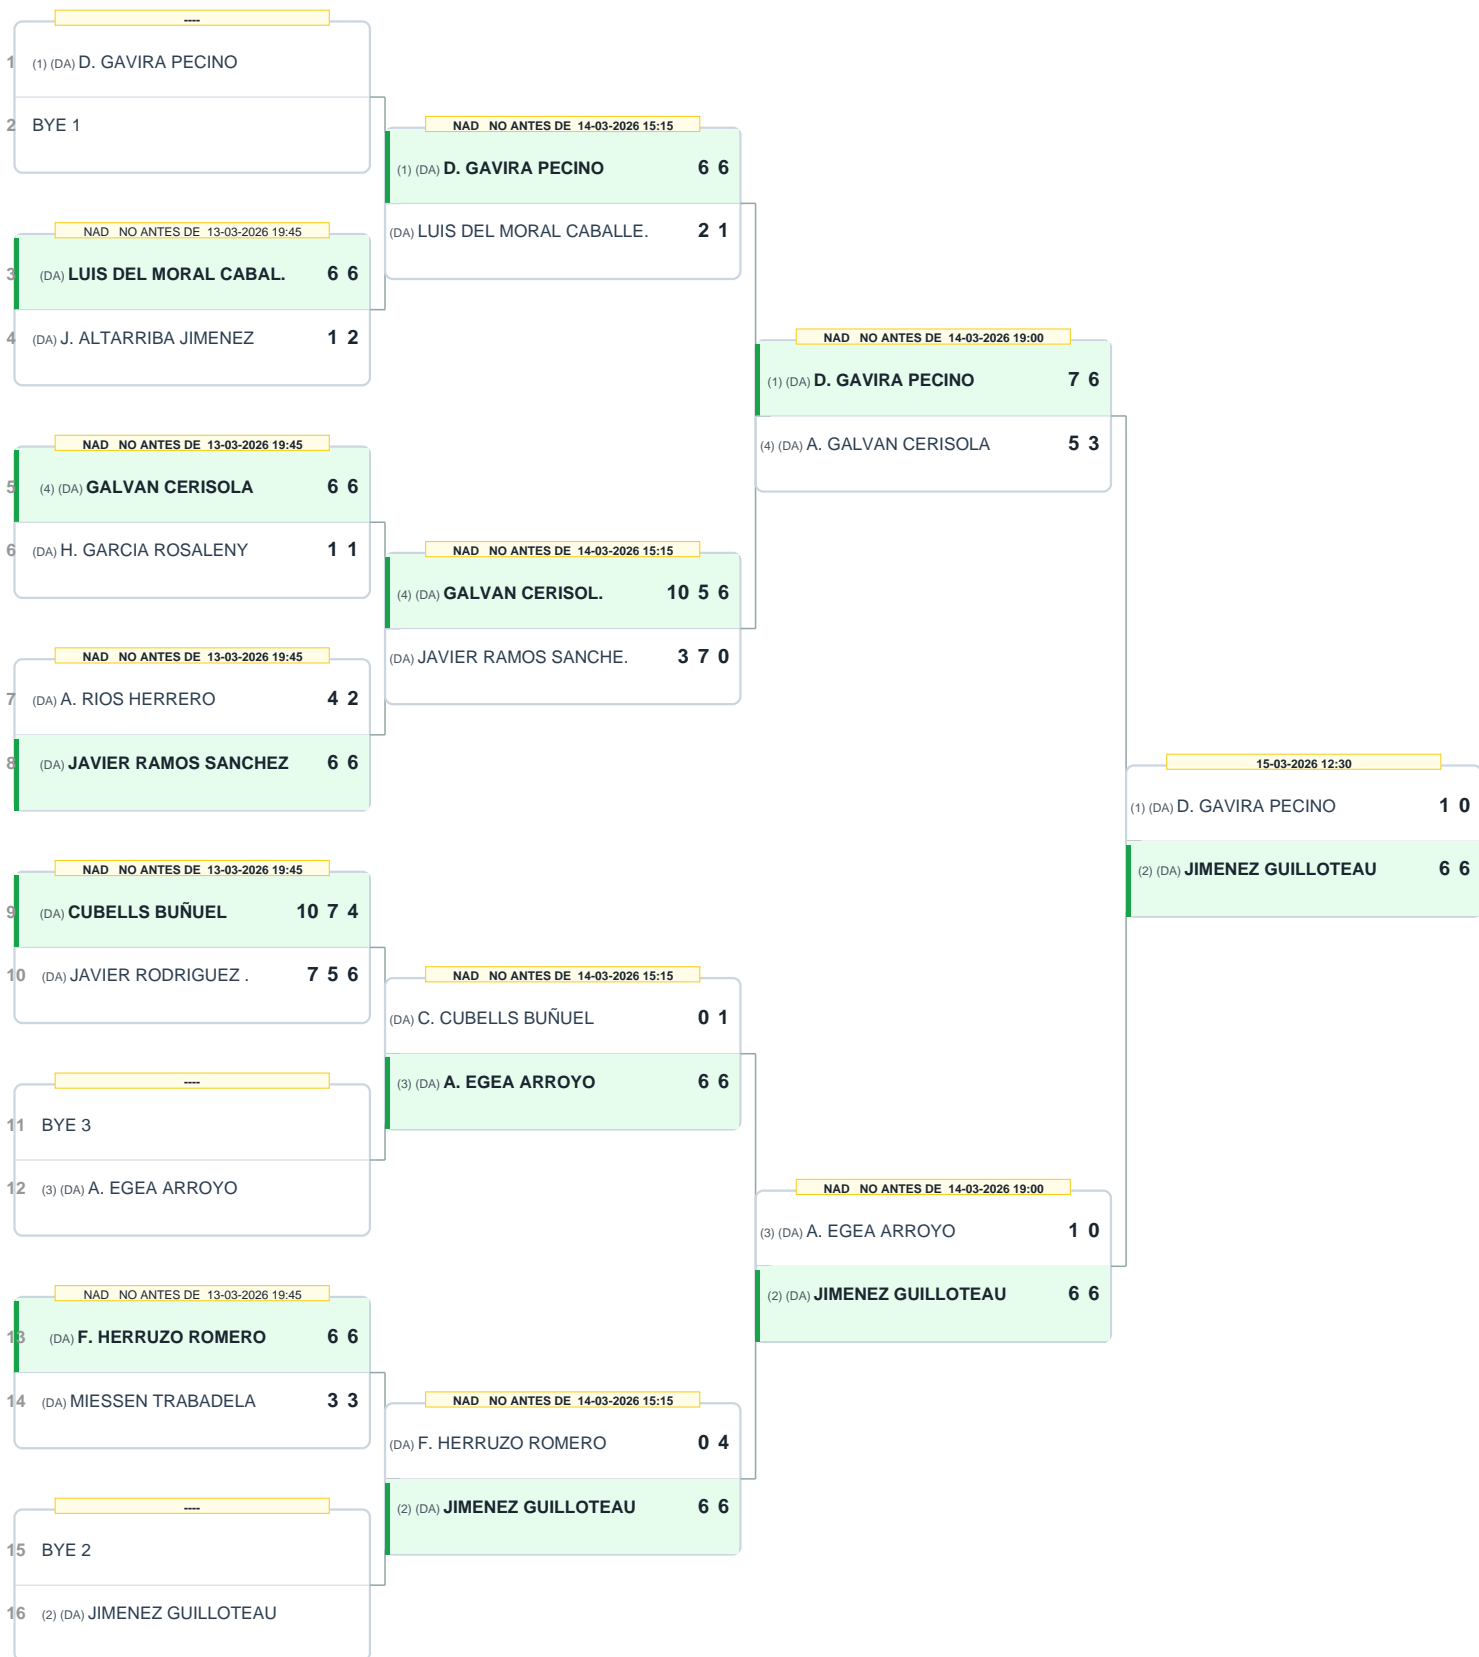 ----
1 (1) (DA) D. GAVIRA PECINO
2 BYE 1
NAD NO ANTES DE 13-03-2026 19:45
3 (DA) LUIS DEL MORAL CABAL. 6 6
4 (DA) J. ALTARRIBA JIMENEZ 1 2
NAD NO ANTES DE 13-03-2026 19:45
5 (4) (DA) GALVAN CERISOLA 6 6
6 (DA) H. GARCIA ROSALENY 1 1
NAD NO ANTES DE 13-03-2026 19:45
7 (DA) A. RIOS HERRERO 4 2
8 (DA) JAVIER RAMOS SANCHEZ 6 6
NAD NO ANTES DE 13-03-2026 19:45
9 (DA) CUBELLS BUÑUEL 10 7 4
10 (DA) JAVIER RODRIGUEZ . 7 5 6
----
11 BYE 3
12 (3) (DA) A. EGEA ARROYO
NAD NO ANTES DE 13-03-2026 19:45
13 (DA) F. HERRUZO ROMERO 6 6
14 (DA) MIESSEN TRABADELA 3 3
----
15 BYE 2
16 (2) (DA) JIMENEZ GUILLOTEAU
NAD NO ANTES DE 14-03-2026 15:15
(1) (DA) D. GAVIRA PECINO 6 6
(DA) LUIS DEL MORAL CABALLE. 2 1
NAD NO ANTES DE 14-03-2026 15:15
(4) (DA) GALVAN CERISOL. 10 5 6
(DA) JAVIER RAMOS SANCHE. 3 7 0
NAD NO ANTES DE 14-03-2026 15:15
(DA) C. CUBELLS BUÑUEL 0 1
(3) (DA) A. EGEA ARROYO 6 6
NAD NO ANTES DE 14-03-2026 15:15
(DA) F. HERRUZO ROMERO 0 4
(2) (DA) JIMENEZ GUILLOTEAU 6 6
NAD NO ANTES DE 14-03-2026 19:00
(1) (DA) D. GAVIRA PECINO 7 6
(4) (DA) A. GALVAN CERISOLA 5 3
NAD NO ANTES DE 14-03-2026 19:00
(3) (DA) A. EGEA ARROYO 1 0
(2) (DA) JIMENEZ GUILLOTEAU 6 6
15-03-2026 12:30
(1) (DA) D. GAVIRA PECINO 1 0
(2) (DA) JIMENEZ GUILLOTEAU 6 6